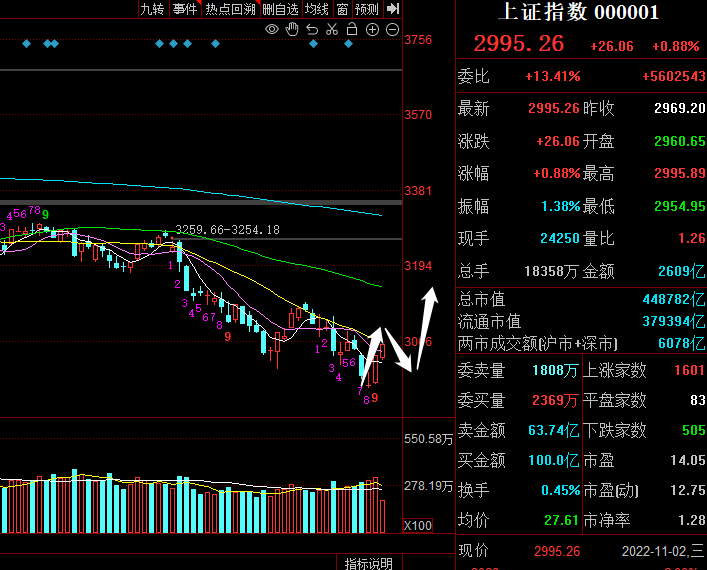 九转 事件 热点回溯 删自选 均线 窗 预测
上证指数 000001
2995.26 +26.06 +0.88%
委比 +13.41% +5602543
最新 2995.26 昨收 2969.20
涨跌 +26.06 开盘 2960.65
涨幅 +0.88% 最高 2995.89
振幅 1.38% 最低 2954.95
现手 24250 量比 1.26
总手 18358万 金额 2609亿
总市值 448782亿
流通市值 379394亿
两市成交额(沪市+深市) 6078亿
委卖量 1808万 上涨家数 1601
委买量 2369万 平盘家数 83
卖金额 63.74亿 下跌家数 505
买金额 100.0亿 市盈 14.05
换手 0.45% 市盈(动) 12.75
均价 27.61 市净率 1.28
现价 2995.26 2022-11-02,三
3756
3570
3381
3259.66-3254.18
3194
3 4 5 6 7 8 9
1 2 3 4 5 6 7 8 9
1 2 3 4 5 6 7 8 9
550.58万
278.19万
X100
指标说明